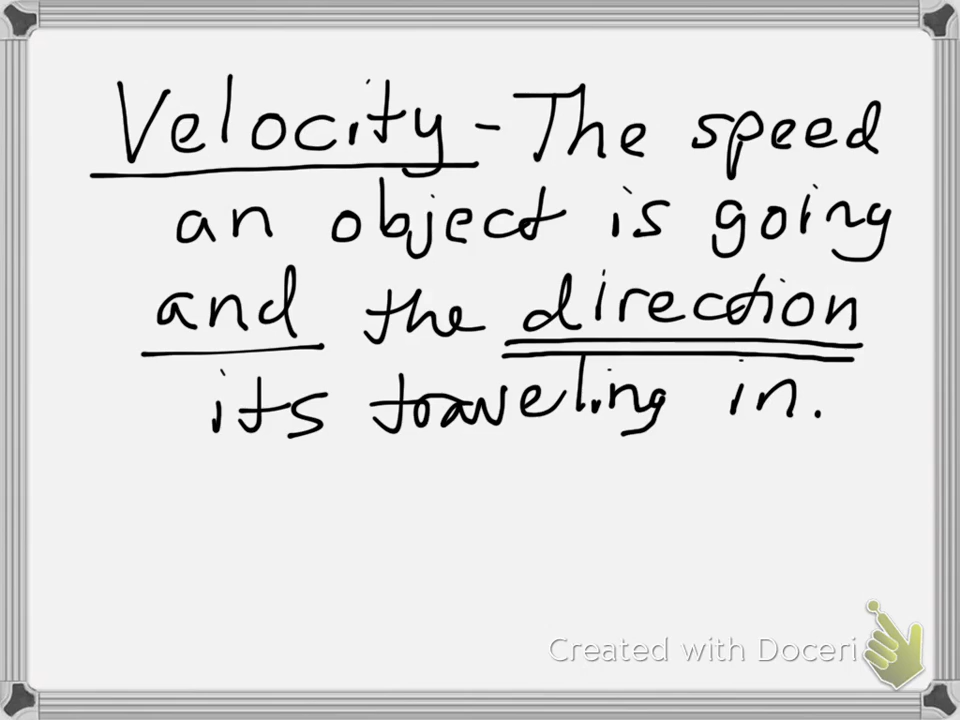 Velocity - The speed
an object is going
and the direction
its traveling in.
Created with Doceri